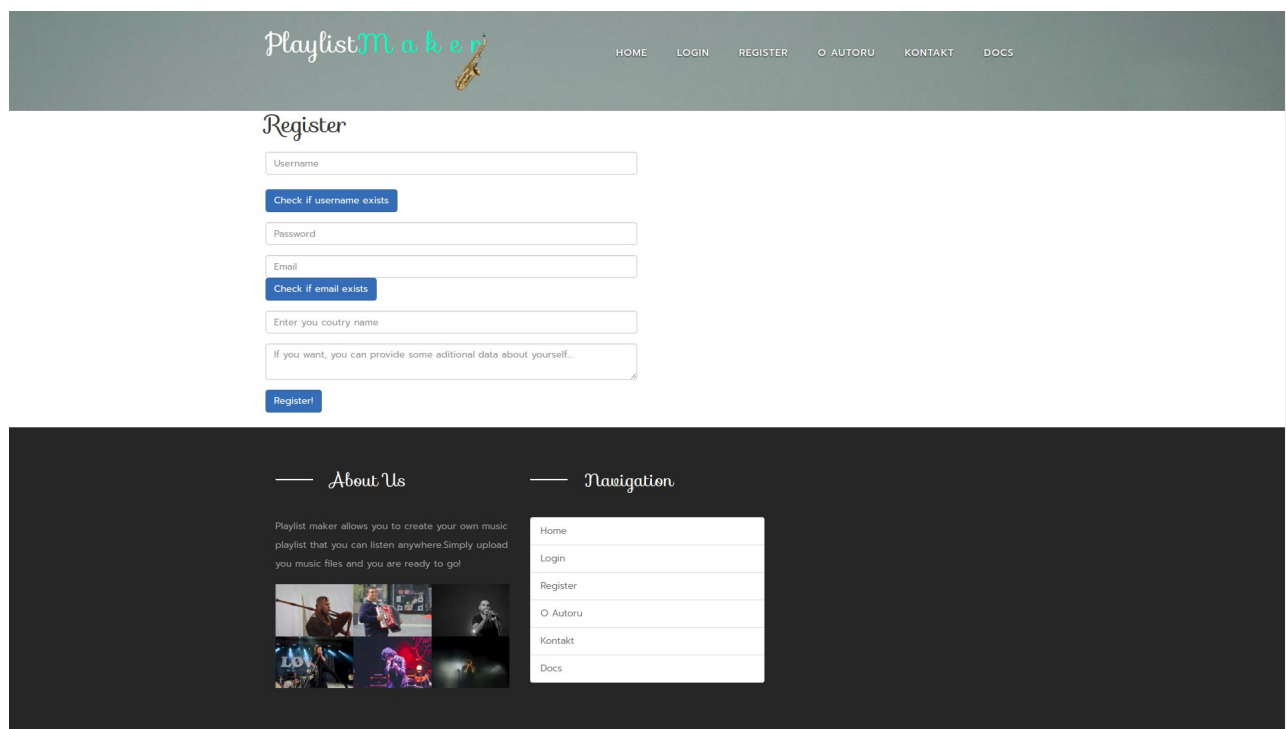 PlaylistM a k e r
HOME LOGIN REGISTER O AUTORU KONTAKT DOCS
Register
Username
Check if username exists
Password
Email
Check if email exists
Enter you coutry name
If you want, you can provide some aditional data about yourself...
Register!
About Us
Playlist maker allows you to create your own music
playlist that you can listen anywhere.Simply upload
you music files and you are ready to go!
LOV
Navigation
Home
Login
Register
O Autoru
Kontakt
Docs